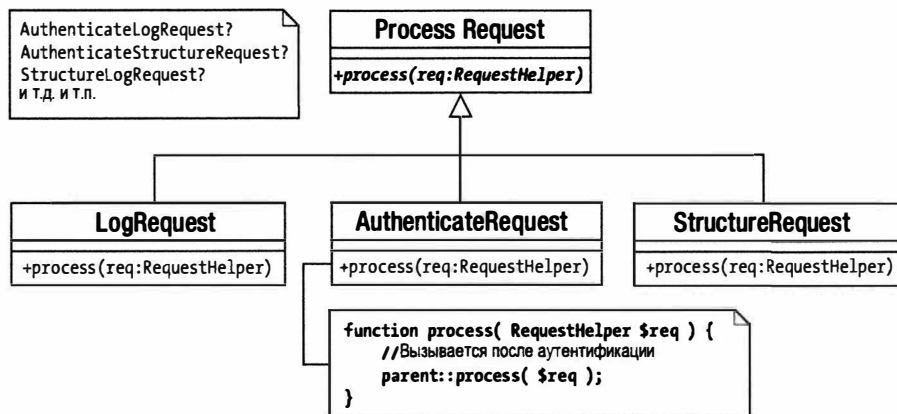 AuthenticateLogRequest?
AuthenticateStructureRequest?
StructureLogRequest?
и т.д. и т.п.
Process Request
+process(req:RequestHelper)
LogRequest
+process(req:RequestHelper)
AuthenticateRequest
+process(req:RequestHelper)
StructureRequest
+process(req:RequestHelper)
function process( RequestHelper $req ) {
//Вызывается после аутентификации
parent::process( $req );
}